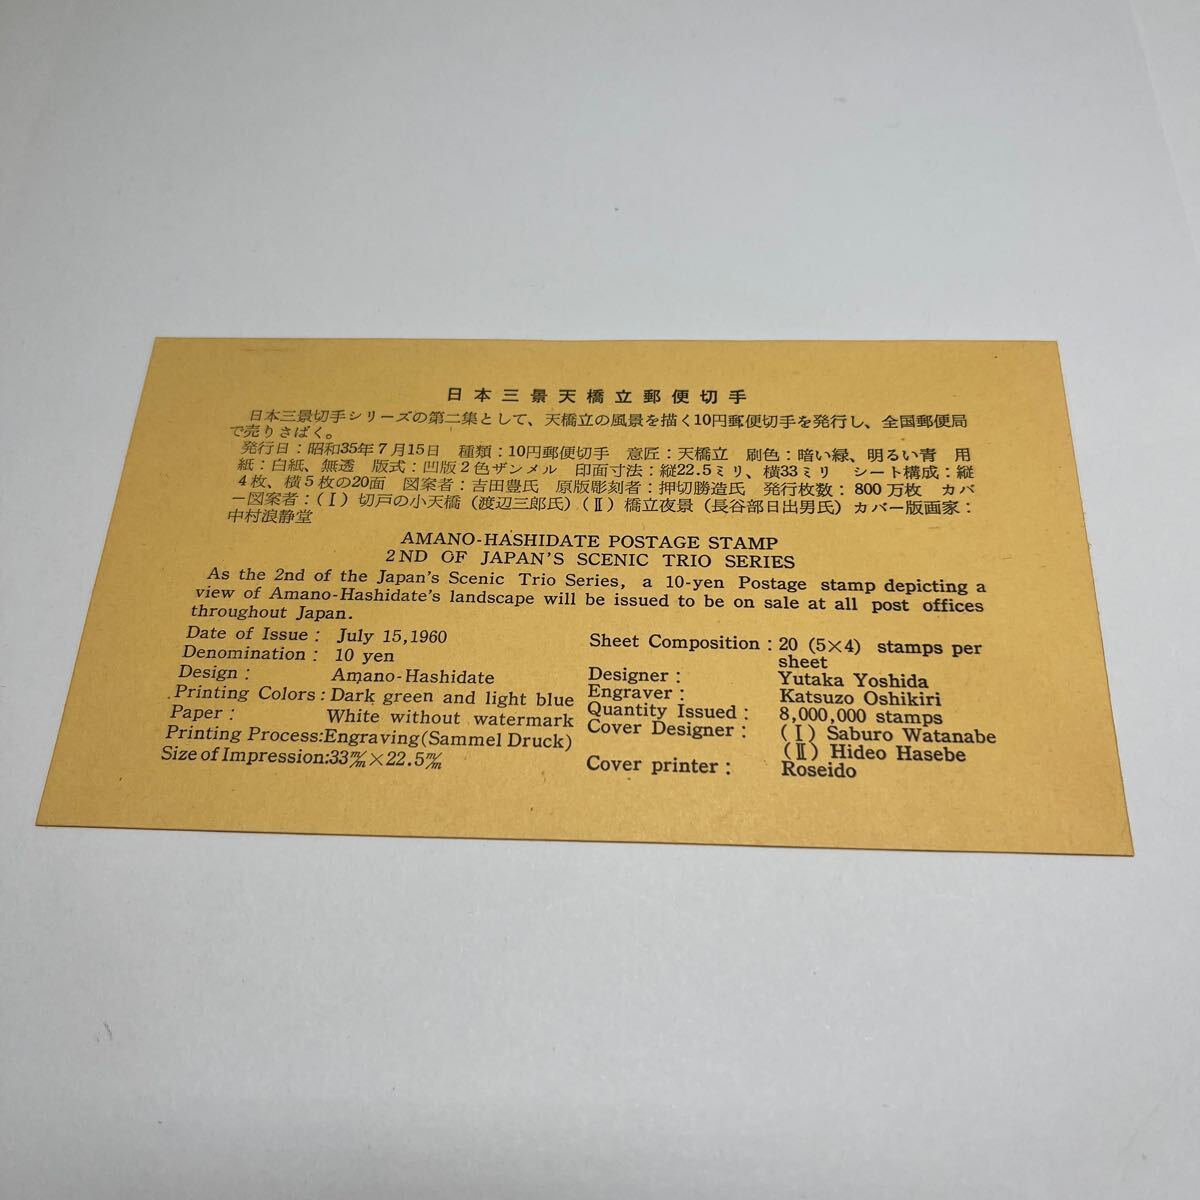 日本三景天橋立郵便切手
日本三景切手シリーズの第二集として、天橋立の風景を描く10円郵便切手を発行し、全国郵便局
で売りさばく。
発行日：昭和35年7月15日 種類：10円郵便切手 意匠：天橋立 刷色：暗い緑、明るい青 用
紙：白紙、無透 版式：凹版2色ザンメル 印面寸法：縦22.5ミリ、横33ミリ シート構成：縦
4枚、横5枚の20面 図案者：吉田豊氏 原版彫刻者：押切勝造氏 発行枚数：800万枚 カバ
ー図案者：(Ⅰ) 切戸の小天橋 (渡辺三郎氏) (Ⅱ) 橋立夜景 (長谷部日出男氏) カバー版画家：
中村浪静堂
AMANO-HASHIDATE POSTAGE STAMP
2ND OF JAPAN'S SCENIC TRIO SERIES
As the 2nd of the Japan's Scenic Trio Series, a 10-yen Postage stamp depicting a
view of Amano-Hashidate's landscape will be issued to be on sale at all post offices
throughout Japan.
Date of Issue: July 15,1960
Denomination: 10 yen
Design: Amano-Hashidate
Printing Colors: Dark green and light blue
Paper: White without watermark
Printing Process: Engraving (Sammel Druck)
Size of Impression: 33m/m×22.5m/m
Sheet Composition: 20 (5×4) stamps per
sheet
Designer: Yutaka Yoshida
Engraver: Katsuzo Oshikiri
Quantity Issued: 8,000,000 stamps
Cover Designer: (Ⅰ) Saburo Watanabe
(Ⅱ) Hideo Hasebe
Cover printer: Roseido